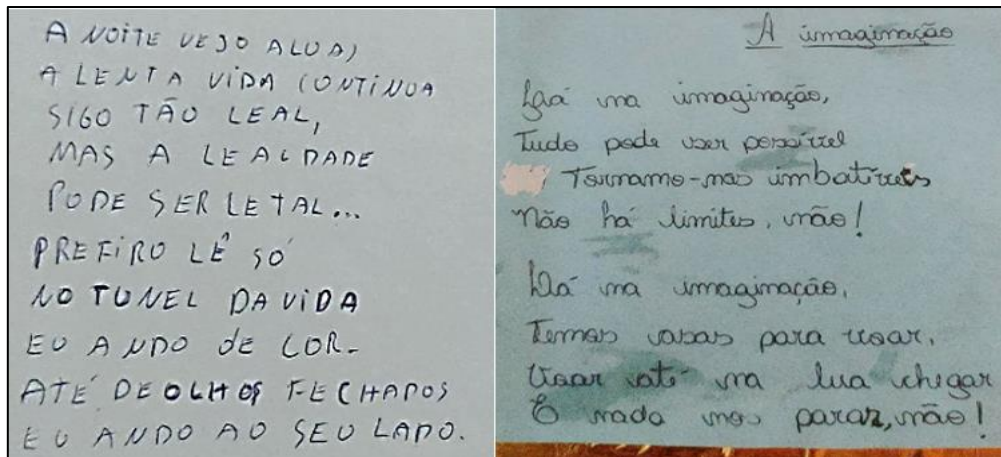 A NOITE VEJO A LUA,
A LENTA VIDA CONTINUA
SIGO TÃO LEAL,
MAS A LEALDADE
PODE SER LETAL...
PREFIRO LÊ SÓ
NO TUNEL DA VIDA
EU ANDO DE COR.
ATÉ DE OLHOS FECHADOS
EU ANDO AO SEU LADO.
A imaginação
Lá na imaginação,
Tudo pode ser possível
Tornamo-nos imbatíveis
Não há limites, não!
Lá na imaginação,
Temos asas para voar,
Voar até na lua chegar
E nada nos parar, não!